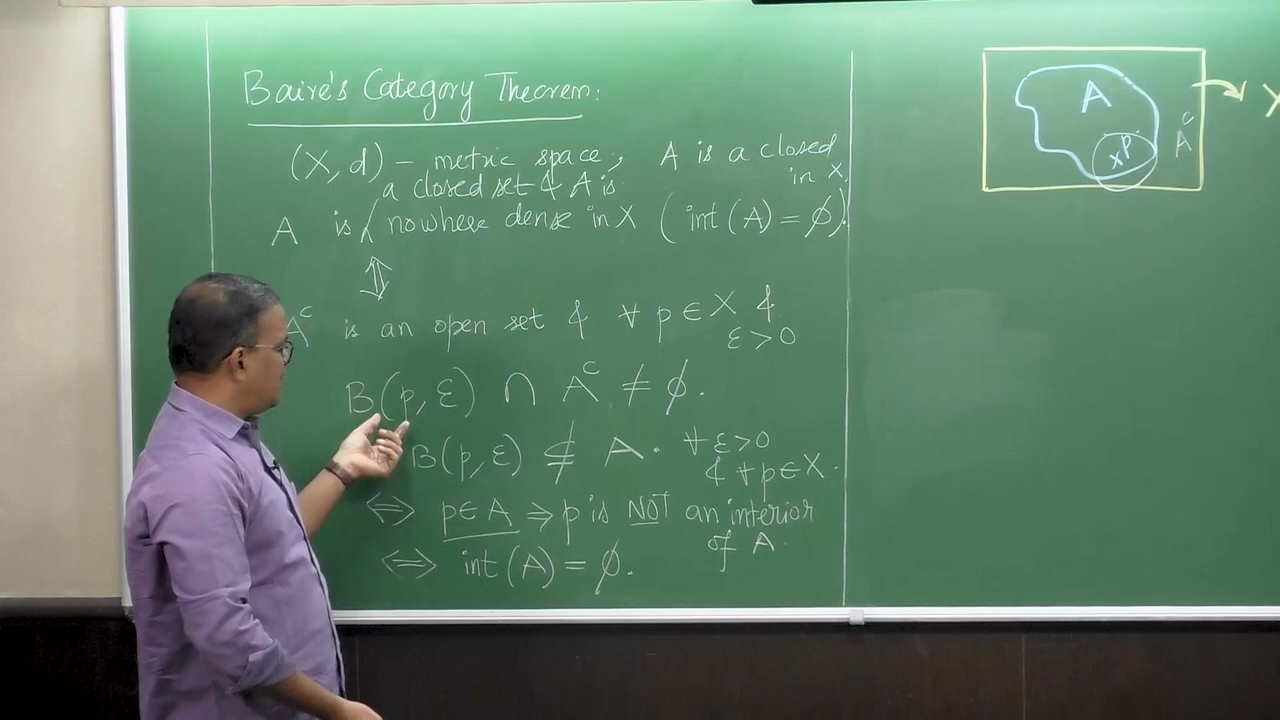 Baire's Category Theorem:
(X, d) – metric space, A is a closed
in X.
a closed set & A is
A is nowhere dense in X (int(A) = ϕ).
⇕
A^c is an open set & ∀ p ∈ X &
ε > 0
B(p, ε) ∩ A^c ≠ ϕ.
B(p, ε) ⊈ A. ∀ ε > 0
& ∀ p ∈ X.
⇔ p ∈ A ⇒ p is NOT an interior
of A.
⇔ int(A) = ϕ.
A
x p
A^c
X